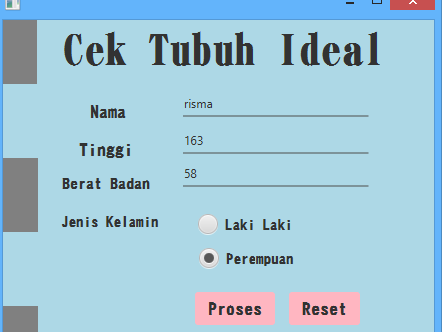 Cek Tubuh Ideal
Nama risma
Tinggi 163
Berat Badan 58
Jenis Kelamin Laki Laki
Perempuan
Proses Reset